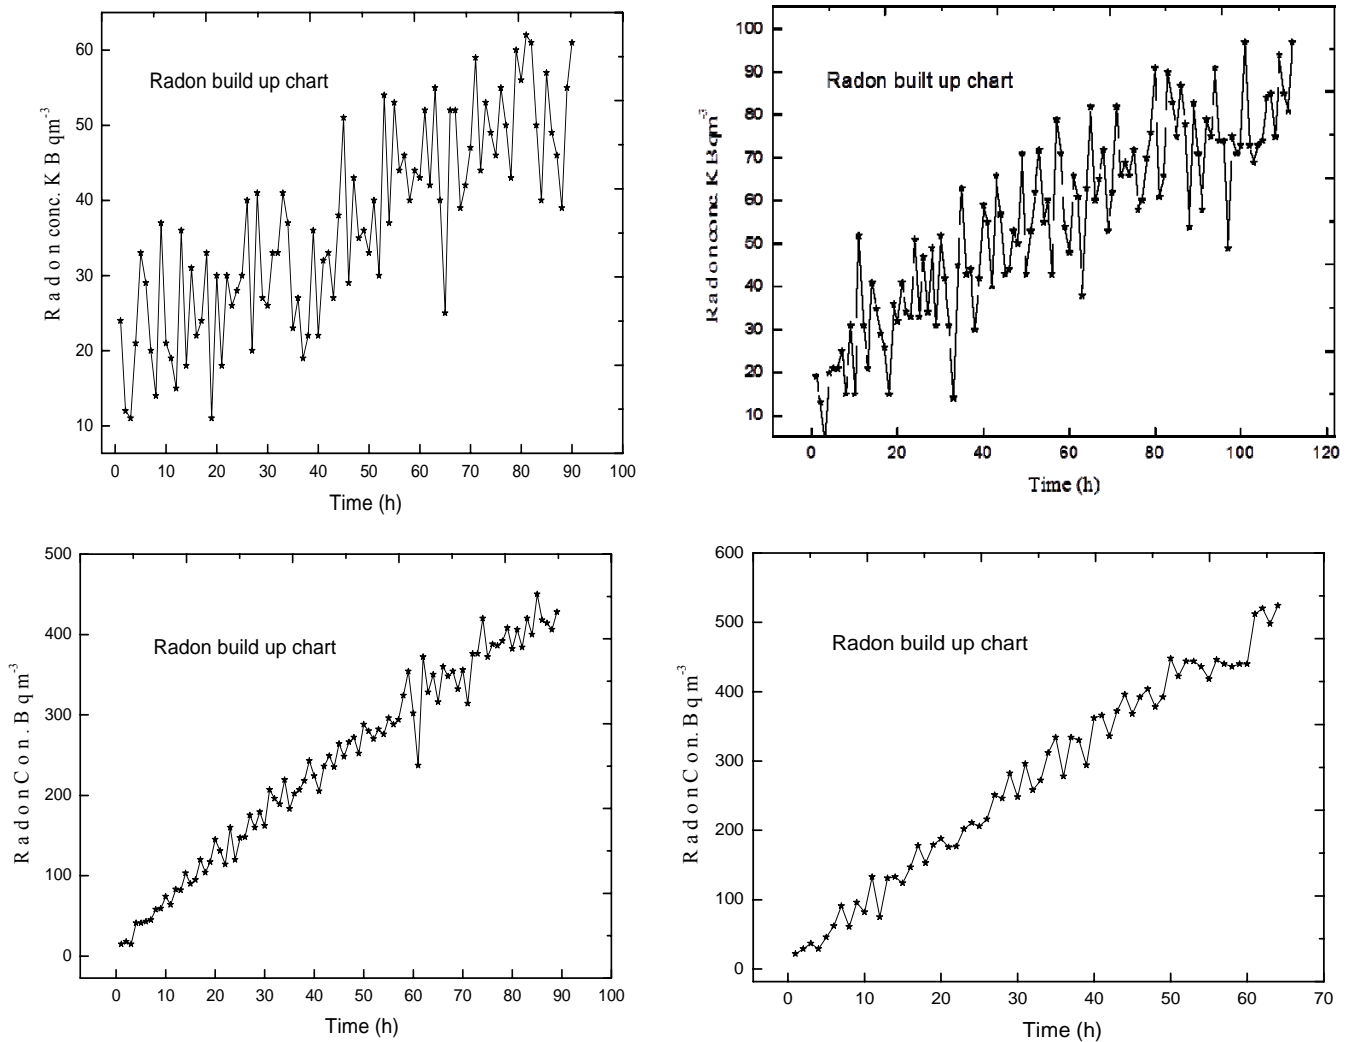 60
50
40
30
20
10
Radon build up chart
R a d o n conc. K B qm-3
0 10 20 30 40 50 60 70 80 90 100
Time (h)
100
90
80
70
60
50
40
30
20
10
Radon built up chart
Radon conc. K Bqm-3
0 20 40 60 80 100 120
Time (h)
500
400
300
200
100
0
Radon build up chart
R a d o n C o n . B q m-3
0 10 20 30 40 50 60 70 80 90 100
Time (h)
600
500
400
300
200
100
0
Radon build up chart
R a d o n C o n. B q m-3
0 10 20 30 40 50 60 70
Time (h)